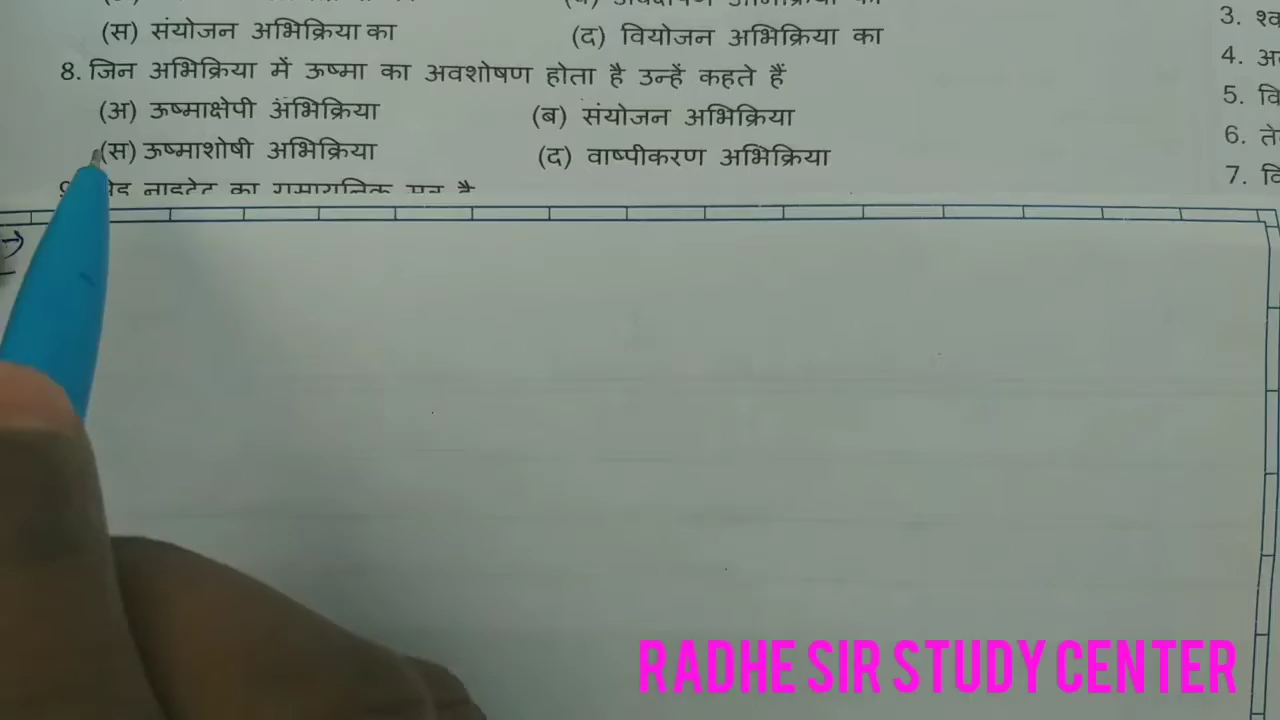 (स) संयोजन अभिक्रिया का (द) वियोजन अभिक्रिया का
8. जिन अभिक्रिया में ऊष्मा का अवशोषण होता है उन्हें कहते हैं
(अ) ऊष्माक्षेपी अभिक्रिया (ब) संयोजन अभिक्रिया
(स) ऊष्माशोषी अभिक्रिया (द) वाष्पीकरण अभिक्रिया
3.
4.
5.
6.
7.
RADHE SIR STUDY CENTER